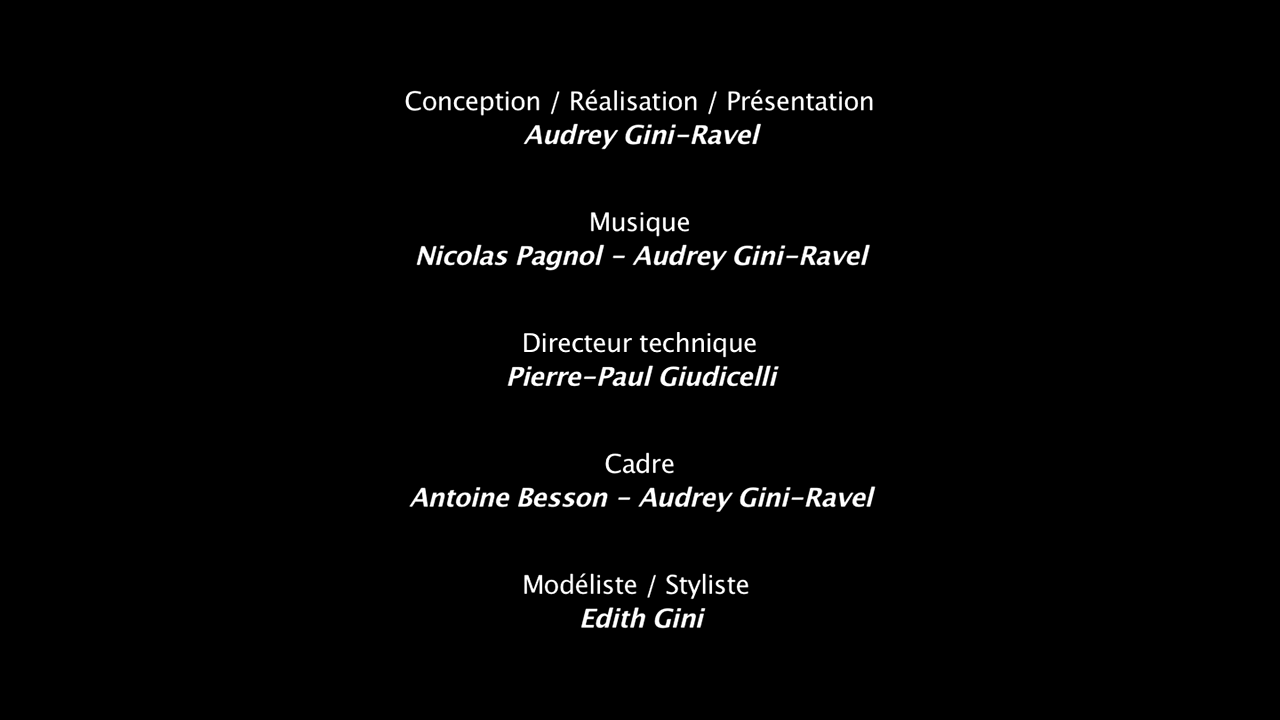 Conception / Réalisation / Présentation
Audrey Gini-Ravel
Musique
Nicolas Pagnol - Audrey Gini-Ravel
Directeur technique
Pierre-Paul Giudicelli
Cadre
Antoine Besson - Audrey Gini-Ravel
Modéliste / Styliste
Edith Gini